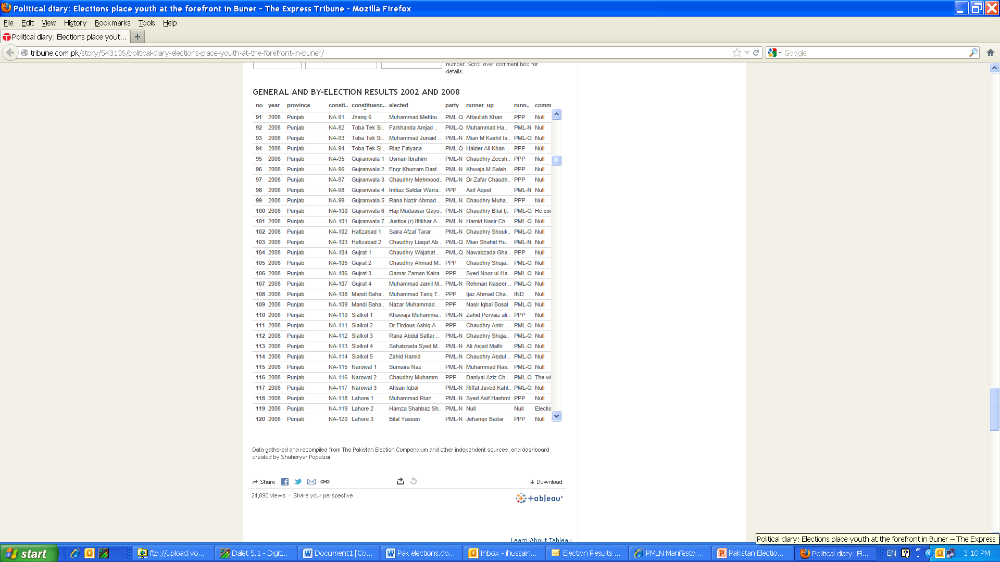 Political diary: Elections place youth at the forefront in Buner - The Express Tribune - Mozilla Firefox
File Edit View History Bookmarks Tools Help
Political diary: Elections place yout...
tribune.com.pk/story/543136/political-diary-elections-place-youth-at-the-forefront-in-buner/ Google
number. Scroll over comment box for
details.
GENERAL AND BY-ELECTION RESULTS 2002 AND 2008
no year province consti.. constituenc.. elected party runner_up runn.. comm
91 2008 Punjab NA-91 Jhang 6 Muhammad Mehbo.. PML-Q Attaullah Khan PPP Null
92 2008 Punjab NA-92 Toba Tek Si.. Farkhanda Amjad .. PML-Q Muhammad Ha.. PML-N Null
93 2008 Punjab NA-93 Toba Tek Si.. Muhammad Junaid .. PML-N Mian M Kashif Is.. PML-Q Null
94 2008 Punjab NA-94 Toba Tek Si.. Riaz Fatyana PML-Q Haider Ali Khan .. PPP Null
95 2008 Punjab NA-95 Gujranwala 1 Usman Ibrahim PML-N Chaudhry Zeesh.. PPP Null
96 2008 Punjab NA-96 Gujranwala 2 Engr Khurram Dast.. PML-N Khwaja M Saleh PPP Null
97 2008 Punjab NA-97 Gujranwala 3 Chaudhry Mehmood.. PML-N Dr Zafar Chaudh.. PPP Null
98 2008 Punjab NA-98 Gujranwala 4 Imtiaz Safdar Warra.. PPP Asif Aqeel PML-N Null
99 2008 Punjab NA-99 Gujranwala 5 Rana Nazir Ahmad .. PML-N Chaudhry Muha.. PPP Null
100 2008 Punjab NA-100 Gujranwala 6 Haji Mudassar Qayo.. PML-N Chaudhry Bilal Ij.. PML-Q He cor
101 2008 Punjab NA-101 Gujranwala 7 Justice (r) Iftikhar A.. PML-N Hamid Nasir Ch.. PML-Q Null
102 2008 Punjab NA-102 Hafizabad 1 Saira Afzal Tarar PML-N Chaudhry Shouk.. PML-Q Null
103 2008 Punjab NA-103 Hafizabad 2 Chaudhry Liaqat Ab.. PML-Q Mian Shahid Hu.. PML-N Null
104 2008 Punjab NA-104 Gujrat 1 Chaudhry Wajahat .. PML-Q Nawabzada Gha.. PPP Null
105 2008 Punjab NA-105 Gujrat 2 Chaudhry Ahmad M.. PPP Chaudhry Shuja.. PML-Q Null
106 2008 Punjab NA-106 Gujrat 3 Qamar Zaman Kaira PPP Syed Noor-ul-Ha.. PML-Q Null
107 2008 Punjab NA-107 Gujrat 4 Muhammad Jamil M.. PML-N Rehman Naseer .. PML-Q Null
108 2008 Punjab NA-108 Mandi Baha.. Muhammad Tariq T.. PPP Ijaz Ahmad Cha.. IND Null
109 2008 Punjab NA-109 Mandi Baha.. Nazar Muhammad .. PPP Nasir Iqbal Bosal PML-Q Null
110 2008 Punjab NA-110 Sialkot 1 Khawaja Muhamma.. PML-N Zahid Pervaiz ali.. PPP Null
111 2008 Punjab NA-111 Sialkot 2 Dr Firdous Ashiq A.. PPP Chaudhry Amir .. PML-Q Null
112 2008 Punjab NA-112 Sialkot 3 Rana Abdul Sattar .. PML-N Chaudhry Shuja.. PML-Q Null
113 2008 Punjab NA-113 Sialkot 4 Sahabzada Syed M.. PML-N Ali Asjad Malhi PML-Q Null
114 2008 Punjab NA-114 Sialkot 5 Zahid Hamid PML-N Chaudhry Abdul .. PML-Q Null
115 2008 Punjab NA-115 Narowal 1 Sumaira Naz PML-N Muhammad Nas.. PML-Q Null
116 2008 Punjab NA-116 Narowal 2 Chaudhry Muhamm.. PPP Daniyal Aziz Ch.. PML-Q The wi
117 2008 Punjab NA-117 Narowal 3 Ahsan Iqbal PML-N Riffat Javed Kahl.. PML-Q Null
118 2008 Punjab NA-118 Lahore 1 Muhammad Riaz PML-N Syed Asif Hashmi PPP Null
119 2008 Punjab NA-119 Lahore 2 Hamza Shahbaz Sh.. PML-N Null Null Electio
120 2008 Punjab NA-120 Lahore 3 Bilal Yaseen PML-N Jehangir Badar PPP Null
Data gathered and recompiled from The Pakistan Election Compendium and other independent sources, and dashboard
created by Shaheryar Popalzai.
Share Download
24,890 views · Share your perspective tableau
Learn About Tableau
Political diary: Elections place youth at the forefront in Buner – The Express
start ftp://upload.vo... Dalet 5.1 - Digit... Document1 [Co... Pak elections.do... Inbox - ihussain... Election Results ... PMLN Manifesto ... Pakistan Electio... Political diary: El... EN 3:10 PM